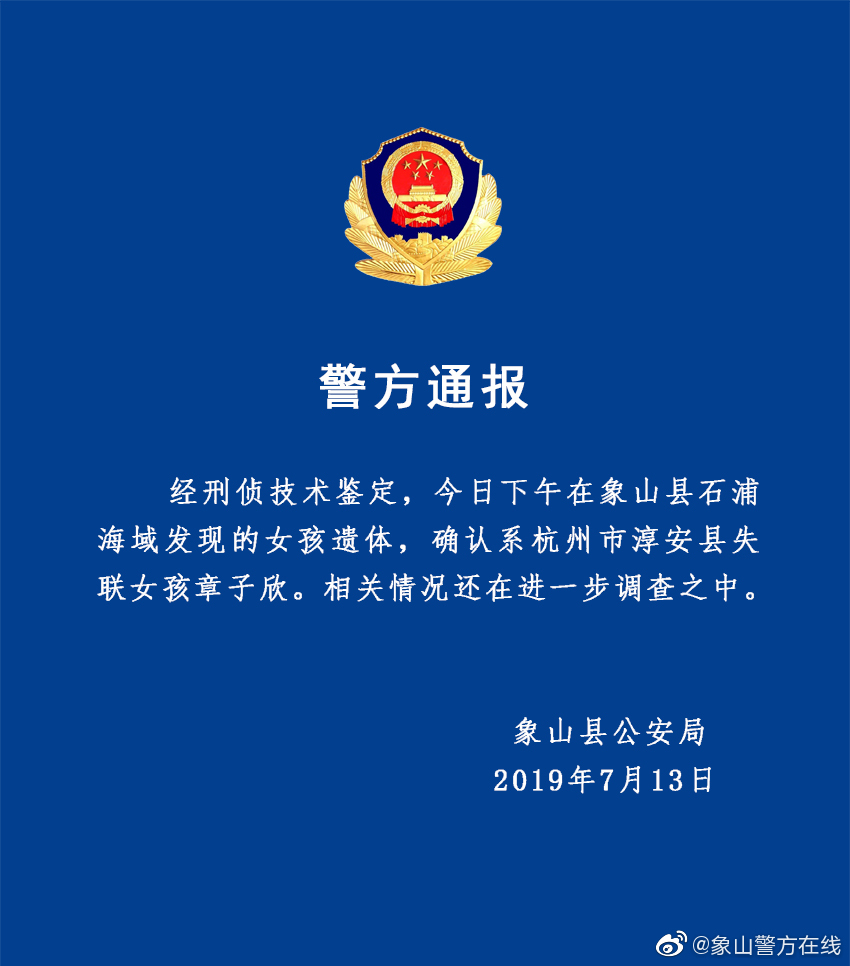 警方通报
经刑侦技术鉴定，今日下午在象山县石浦
海域发现的女孩遗体，确认系杭州市淳安县失
联女孩章子欣。相关情况还在进一步调查之中。
象山县公安局
2019年7月13日
@象山警方在线